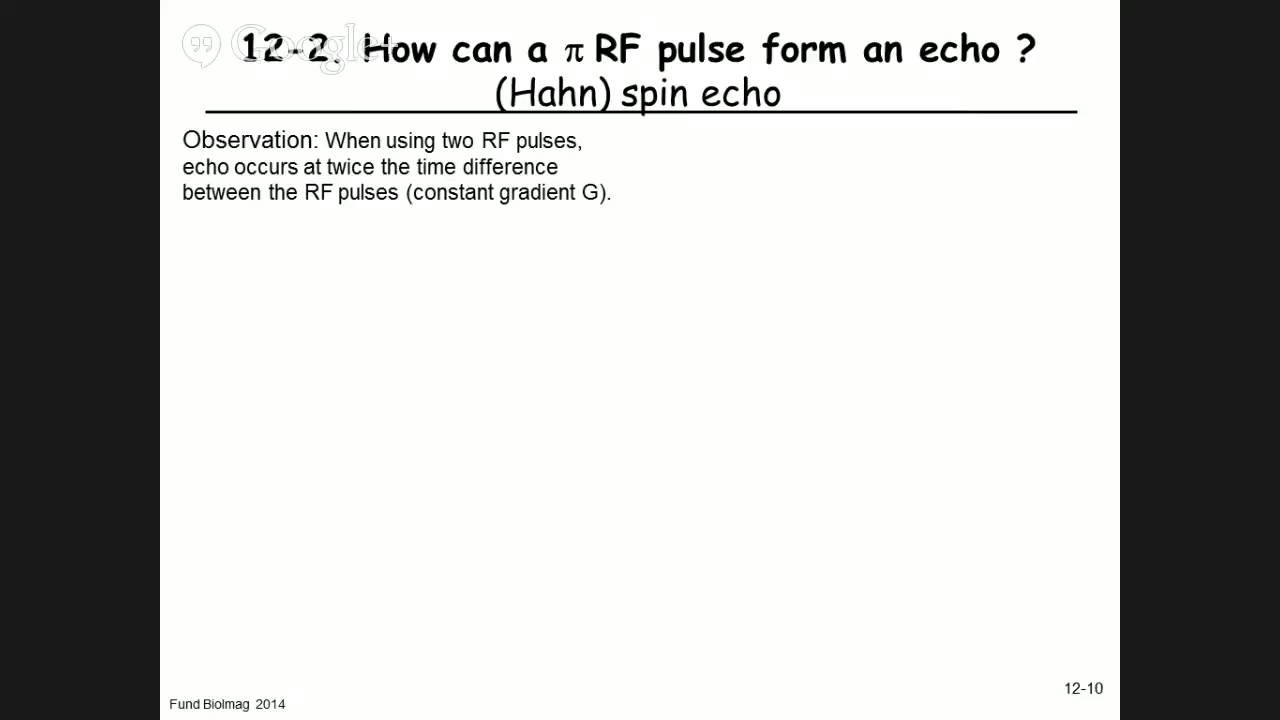 Google+
12-2. How can a π RF pulse form an echo ?
(Hahn) spin echo
Observation: When using two RF pulses,
echo occurs at twice the time difference
between the RF pulses (constant gradient G).
12-10
Fund BioImag 2014